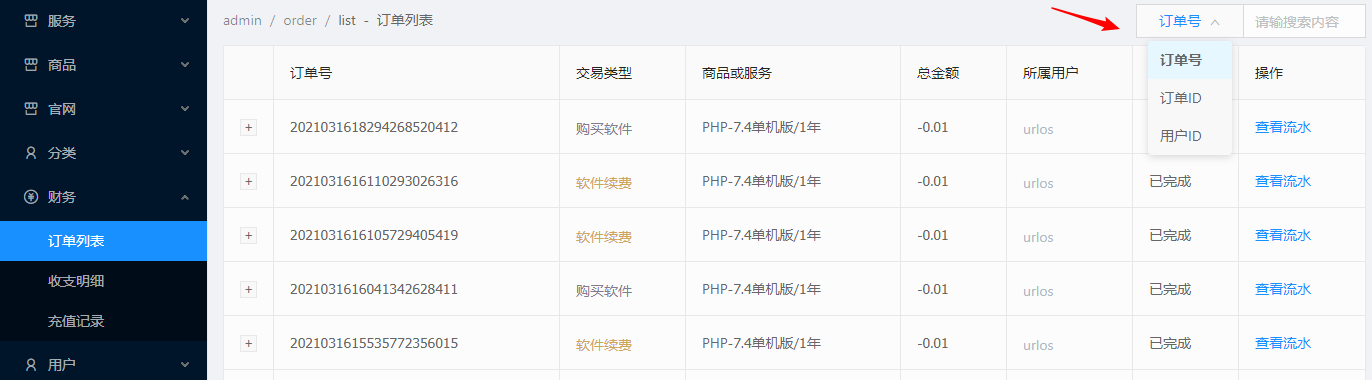 服务
商品
官网
分类
财务
订单列表
收支明细
充值记录
用户
admin / order / list - 订单列表
订单号 请输搜索内容
订单号
订单ID
用户ID
订单号 交易类型 商品或服务 总金额 所属用户 操作
+ 2021031618294268520412 购买软件 PHP-7.4单机版/1年 -0.01 urlos 查看流水
+ 2021031616110293026316 软件续费 PHP-7.4单机版/1年 -0.01 urlos 已完成 查看流水
+ 2021031616105729405419 软件续费 PHP-7.4单机版/1年 -0.01 urlos 已完成 查看流水
+ 2021031616041342628411 购买软件 PHP-7.4单机版/1年 -0.01 urlos 已完成 查看流水
+ 2021031615535772356015 软件续费 PHP-7.4单机版/1年 -0.01 urlos 已完成 查看流水